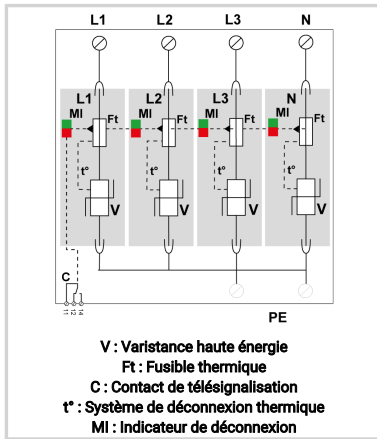 L1 L2 L3 N
L1 L2 L3 N
MI MI MI MI
Ft Ft Ft Ft
t° t° t° t°
V V V V
C
11 12 14
PE
V : Varistance haute énergie
Ft : Fusible thermique
C : Contact de télésignalisation
t° : Système de déconnexion thermique
MI : Indicateur de déconnexion